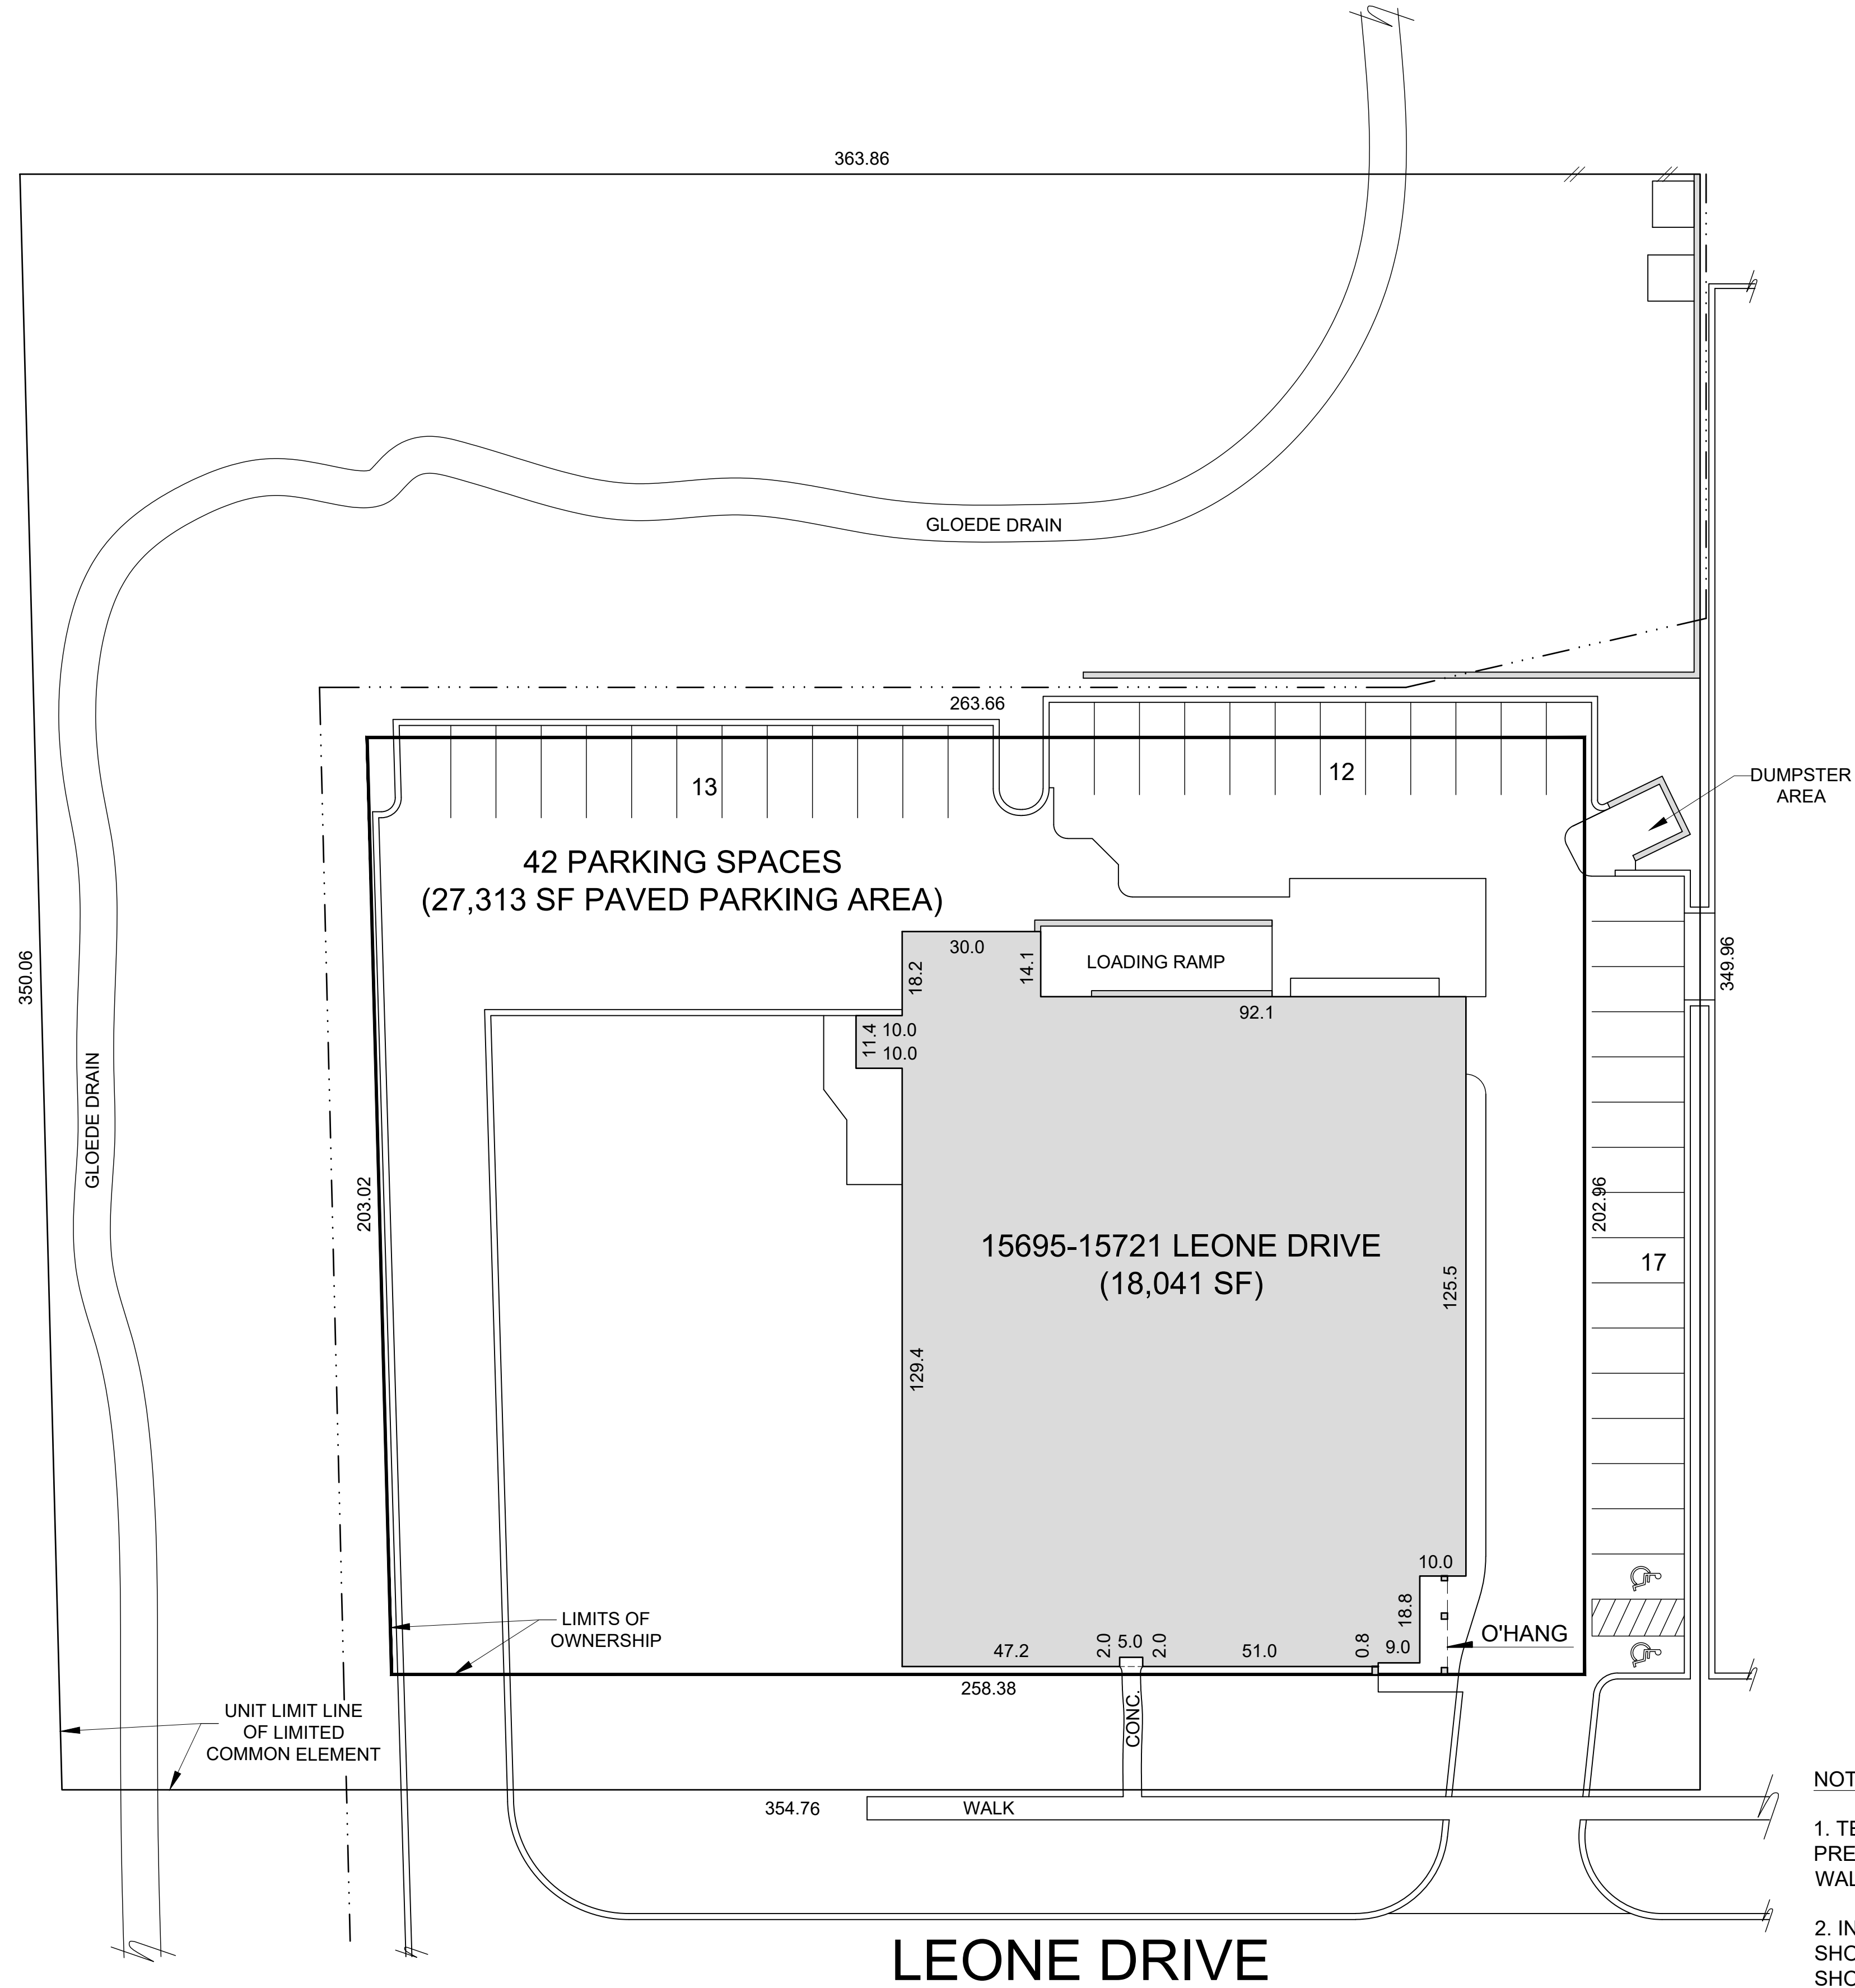 363.86
GLOEDE DRAIN
263.66
13
12
DUMPSTER
AREA
42 PARKING SPACES
(27,313 SF PAVED PARKING AREA)
30.0
18.2
14.1
LOADING RAMP
350.06
349.96
92.1
11.4
10.0
10.0
GLOEDE DRAIN
203.02
202.96
15695-15721 LEONE DRIVE
(18,041 SF)
17
125.5
129.4
10.0
18.8
LIMITS OF
OWNERSHIP
O'HANG
47.2
2.0
5.0
2.0
51.0
0.8
9.0
258.38
CONC.
UNIT LIMIT LINE
OF LIMITED
COMMON ELEMENT
354.76
WALK
LEONE DRIVE
1.
2.